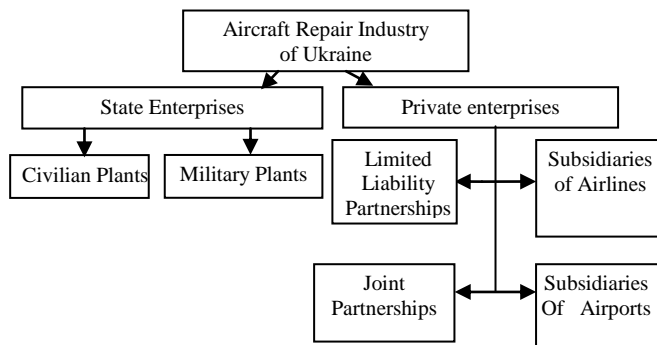 Aircraft Repair Industry
of Ukraine
State Enterprises
Private enterprises
Civilian Plants
Military Plants
Limited
Liability
Partnerships
Subsidiaries
of Airlines
Joint
Partnerships
Subsidiaries
Of Airports